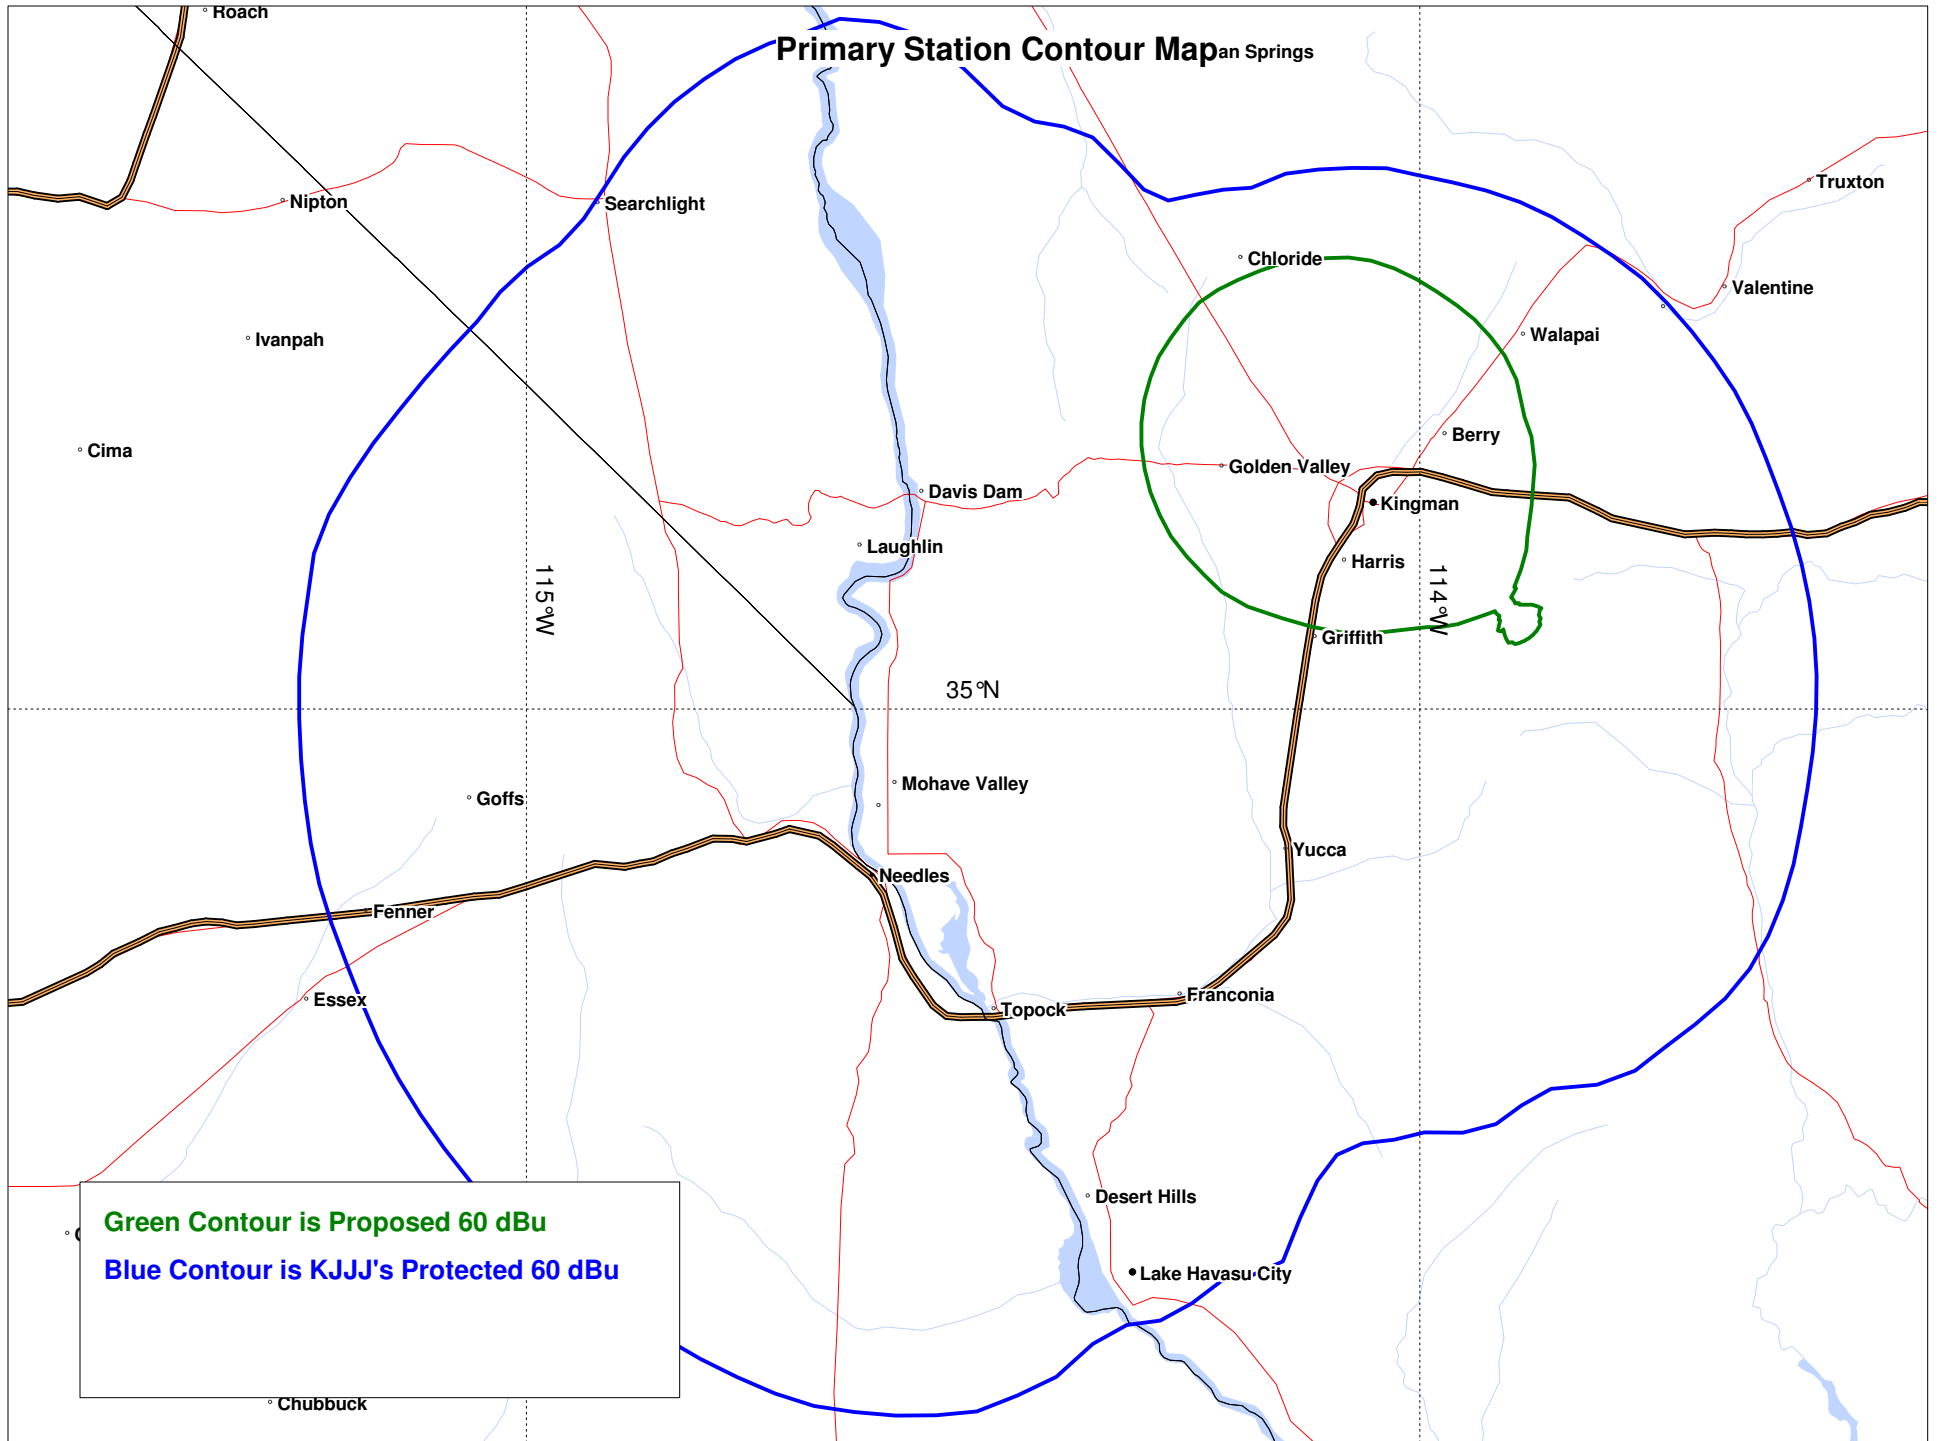 Roach
Primary Station Contour Map
an Springs
Truxton
Nipton
Searchlight
Chloride
Valentine
Ivanpah
Walapai
Cima
Berry
Golden Valley
Davis Dam
Kingman
Laughlin
Harris
115°W
114°W
Griffith
35°N
Mohave Valley
Goffs
Yucca
Needles
Fenner
Essex
Franconia
Topock
Desert Hills
Green Contour is Proposed 60 dBu
Blue Contour is KJJJ's Protected 60 dBu
Lake Havasu City
Chubbuck